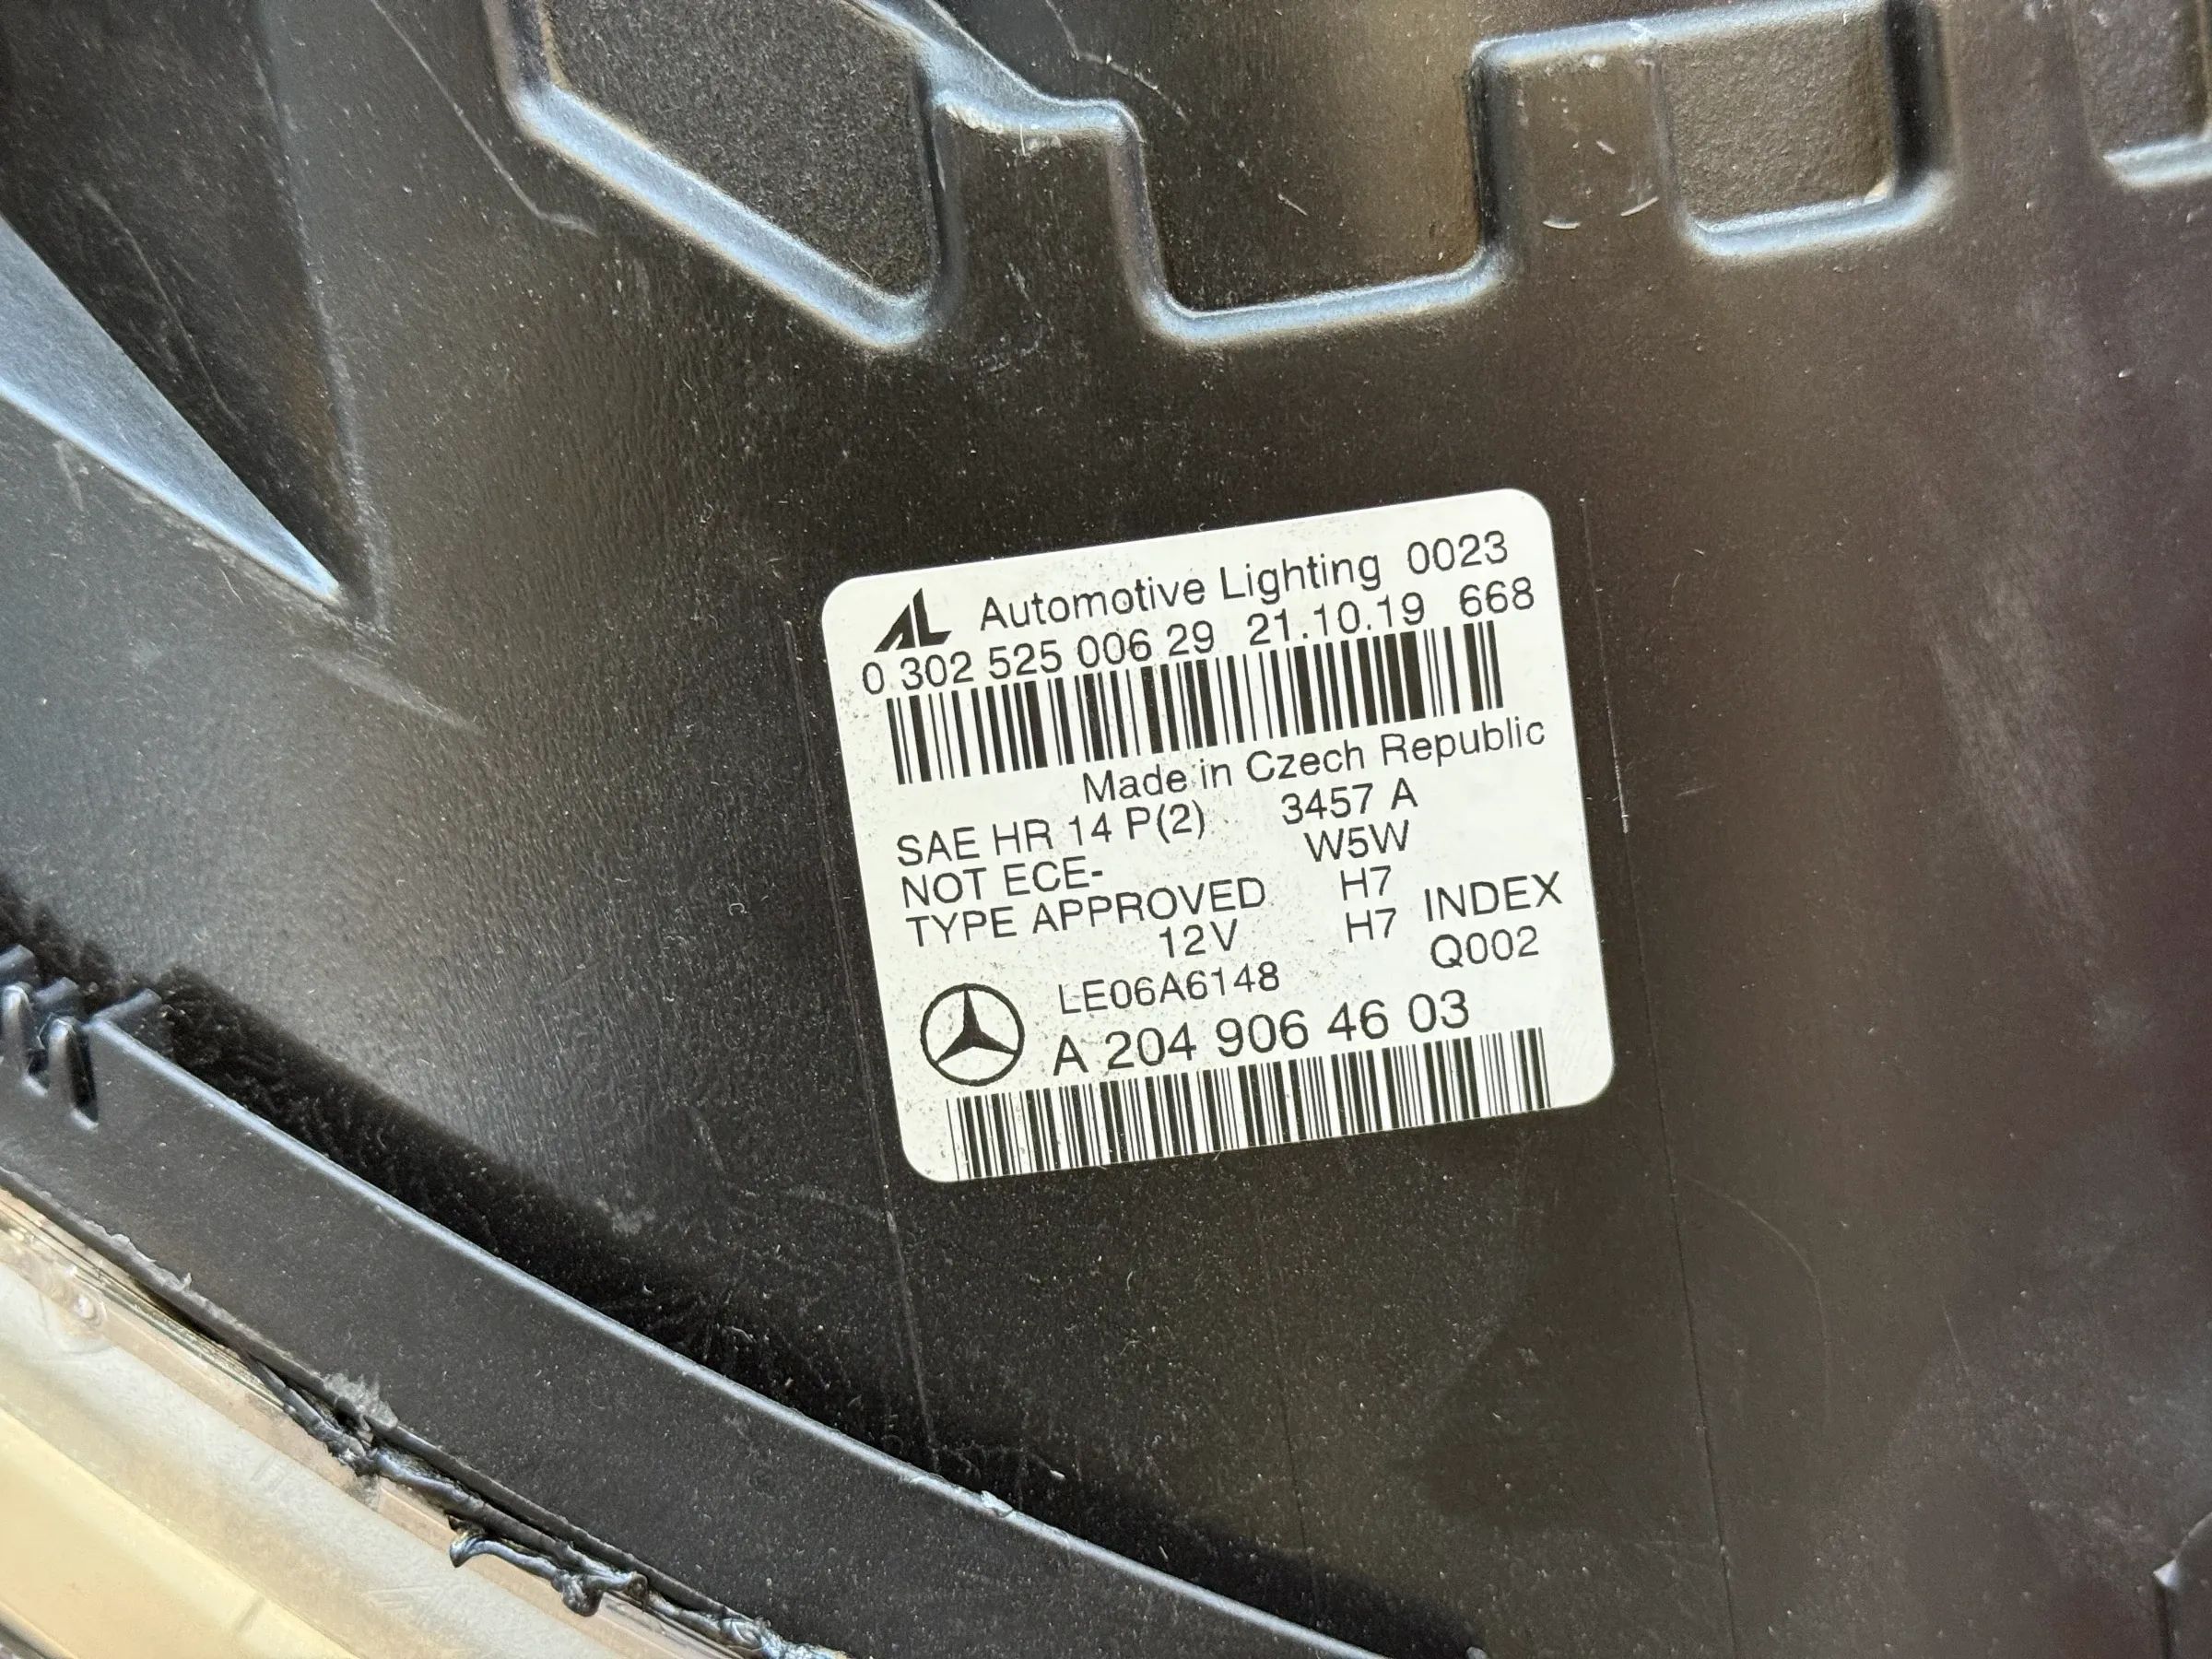 AL Automotive Lighting 0023
0 302 525 006 29 21.10.19 668
Made in Czech Republic
SAE HR 14 P(2) 3457 A
NOT ECE- W5W
TYPE APPROVED H7
12V H7 INDEX
LE06A6148 Q002
A 204 906 46 03